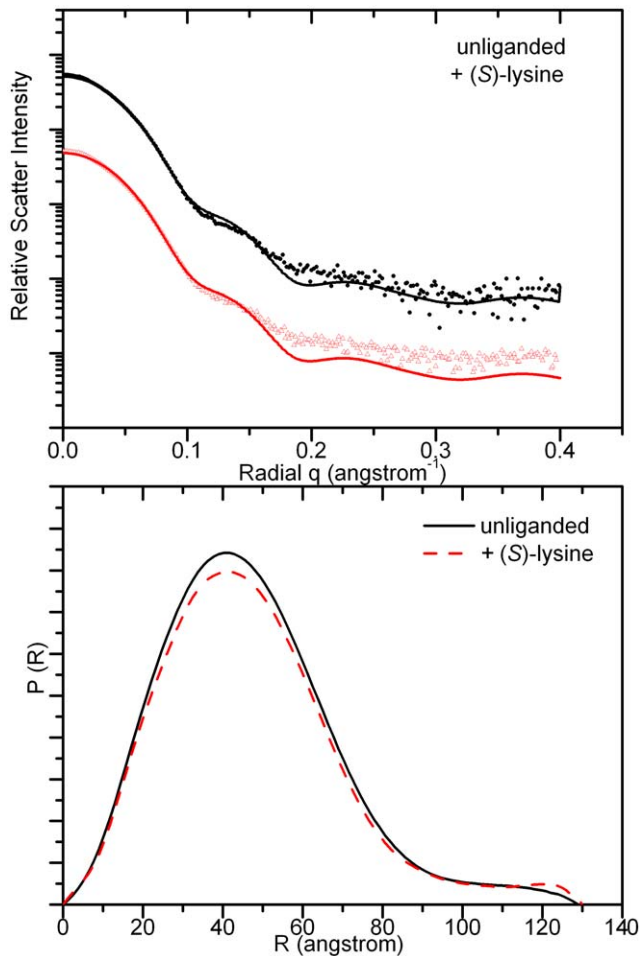 unliganded
+ (S)-lysine
Relative Scatter Intensity
0.0 0.1 0.2 0.3 0.4
Radial q (angstrom-1)
unliganded
+ (S)-lysine
P (R)
0 20 40 60 80 100 120 140
R (angstrom)